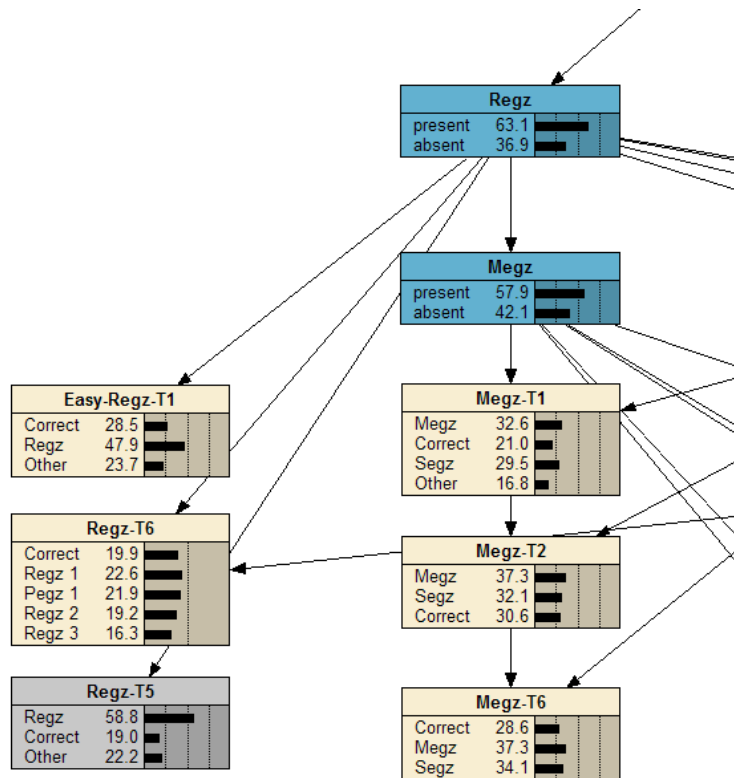 Regz
present 63.1
absent 36.9
Megz
present 57.9
absent 42.1
Easy-Regz-T1
Correct 28.5
Regz 47.9
Other 23.7
Megz-T1
Megz 32.6
Correct 21.0
Segz 29.5
Other 16.8
Regz-T6
Correct 19.9
Regz 1 22.6
Pegz 1 21.9
Regz 2 19.2
Regz 3 16.3
Megz-T2
Megz 37.3
Segz 32.1
Correct 30.6
Regz-T5
Regz 58.8
Correct 19.0
Other 22.2
Megz-T6
Correct 28.6
Megz 37.3
Segz 34.1